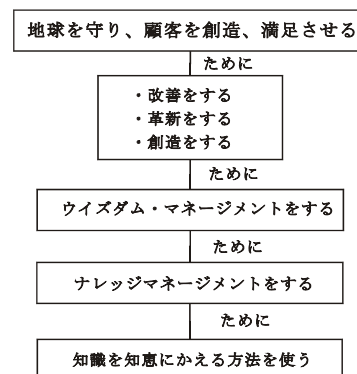 地球を守り、顧客を創造、満足させる
ために
・改善をする
・革新をする
・創造をする
ために
ウイズダム・マネージメントをする
ために
ナレッジマネージメントをする
ために
知識を知恵にかえる方法を使う